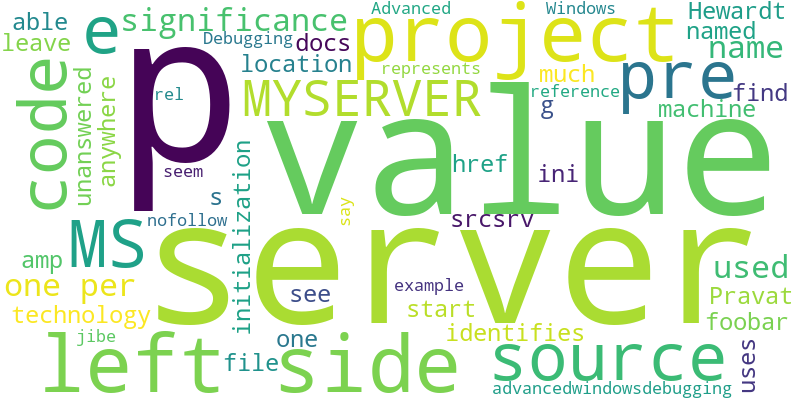 able
significance
Advanced
Windows
Hewardt
leave
e
Debugging
docs
project
named
name
location
represents
pre
code
unanswered
anywhere
p
rel
MYSERVER
much
g
reference
find
machine
value
seem
s
href
ini
initialization
nofollow
say
srcsrv
MS
server
amp
one per
see
example
used
Pravat
technology
start
identifies
foobar
jibe
left side
file
one
source
uses
advancedwindowsdebugging